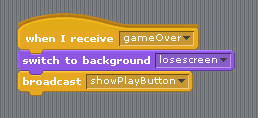 when I receive gameOver
switch to background losescreen
broadcast showPlayButton